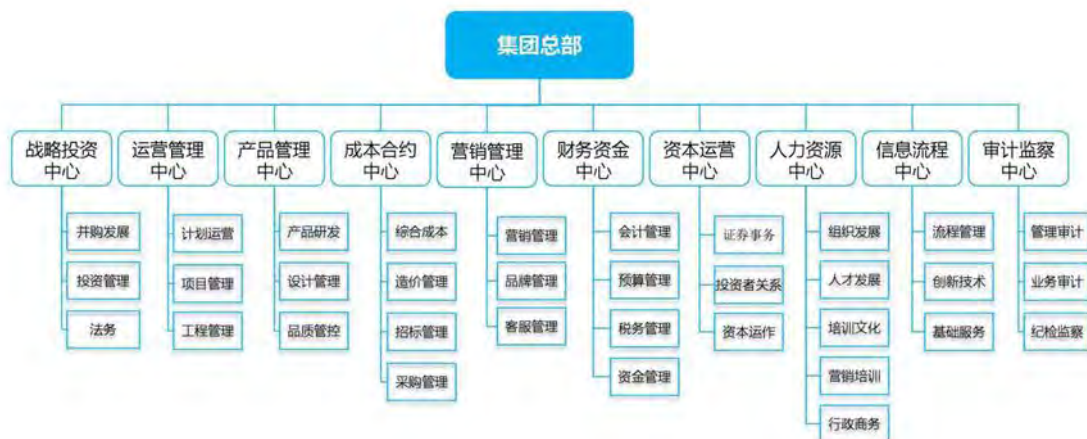 集团总部
战略投资
中心
运营管理
中心
产品管理
中心
成本合约
中心
营销管理
中心
财务资金
中心
资本运营
中心
人力资源
中心
信息流程
中心
审计监察
中心
并购发展
投资管理
法务
计划运营
项目管理
工程管理
产品研发
设计管理
品质管控
综合成本
造价管理
招标管理
采购管理
营销管理
品牌管理
客服管理
会计管理
预算管理
税务管理
资金管理
证券事务
投资者关系
资本运作
组织发展
人才发展
培训文化
营销培训
行政商务
流程管理
创新技术
基础服务
管理审计
业务审计
纪检监察